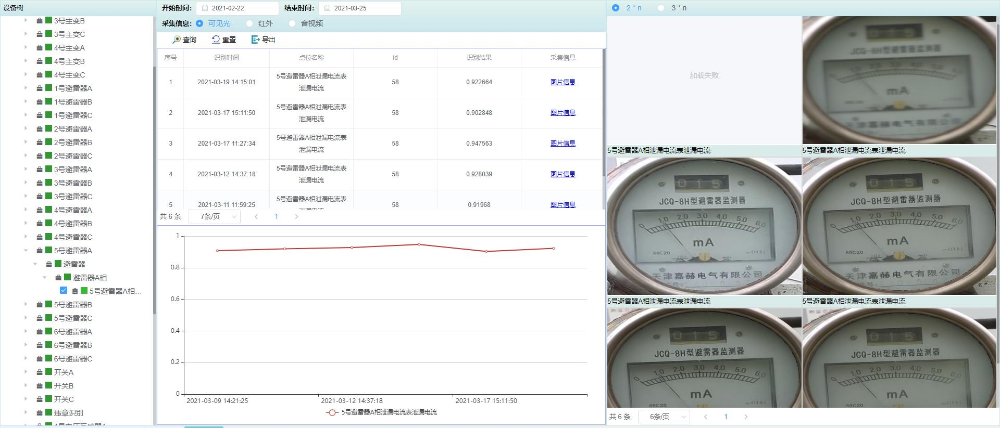 设备树
3号主变B
3号主变C
4号主变A
4号主变B
4号主变C
1号避雷器A
1号避雷器B
1号避雷器C
2号避雷器A
2号避雷器B
2号避雷器C
3号避雷器A
3号避雷器B
3号避雷器C
4号避雷器A
4号避雷器B
4号避雷器C
5号避雷器A
避雷器
避雷器A相
5号避雷器A相...
5号避雷器B
5号避雷器C
6号避雷器A
6号避雷器B
6号避雷器C
开关A
开关B
开关C
违章识别
开始时间: 2021-02-22 结束时间: 2021-03-25
采集信息: 可见光 红外 音视频
查询 重置 导出
序号 识别时间 点位名称 id 识别结果 采集信息
1 2021-03-19 14:15:01 5号避雷器A相泄漏电流表泄漏电流 58 0.922664 图片信息
2 2021-03-17 15:11:50 5号避雷器A相泄漏电流表泄漏电流 58 0.902848 图片信息
3 2021-03-17 11:27:34 5号避雷器A相泄漏电流表泄漏电流 58 0.947563 图片信息
4 2021-03-12 14:37:18 5号避雷器A相泄漏电流表泄漏电流 58 0.928039 图片信息
5 2021-03-11 11:59:25 5号避雷器A相泄漏电流表 58 0.91968 图片信息
共 6 条 7条/页 1
1
0.8
0.6
0.4
0.2
0
2021-03-09 14:21:25 2021-03-12 14:37:18 2021-03-17 15:11:50
5号避雷器A相泄漏电流表泄漏电流
2 * n 3 * n
加载失败
015
JCQ-8H型避雷器监测器
0 1.0 2.0 3.0 4.0 5.0 6.0
mA
天津嘉赫电气有限公司
5号避雷器A相泄漏电流表泄漏电流
5号避雷器A相泄漏电流表泄漏电流
015
JCQ-8H型避雷器监测器
0 1.0 2.0 3.0 4.0 5.0 6.0
mA
69C20
天津嘉赫电气有限公司
015
JCQ-8H型避雷器监测器
0 1.0 2.0 3.0 4.0 5.0 6.0
mA
69C20
天津嘉赫电气有限公司
5号避雷器A相泄漏电流表泄漏电流
5号避雷器A相泄漏电流表泄漏电流
015
JCQ-8H型避雷器监测器
0 1.0 2.0 3.0 4.0 5.0 6.0
mA
69C20
015
JCQ-8H型避雷器监测器
0 1.0 2.0 3.0 4.0 5.0 6.0
mA
69C20
共 6 条 6条/页 1